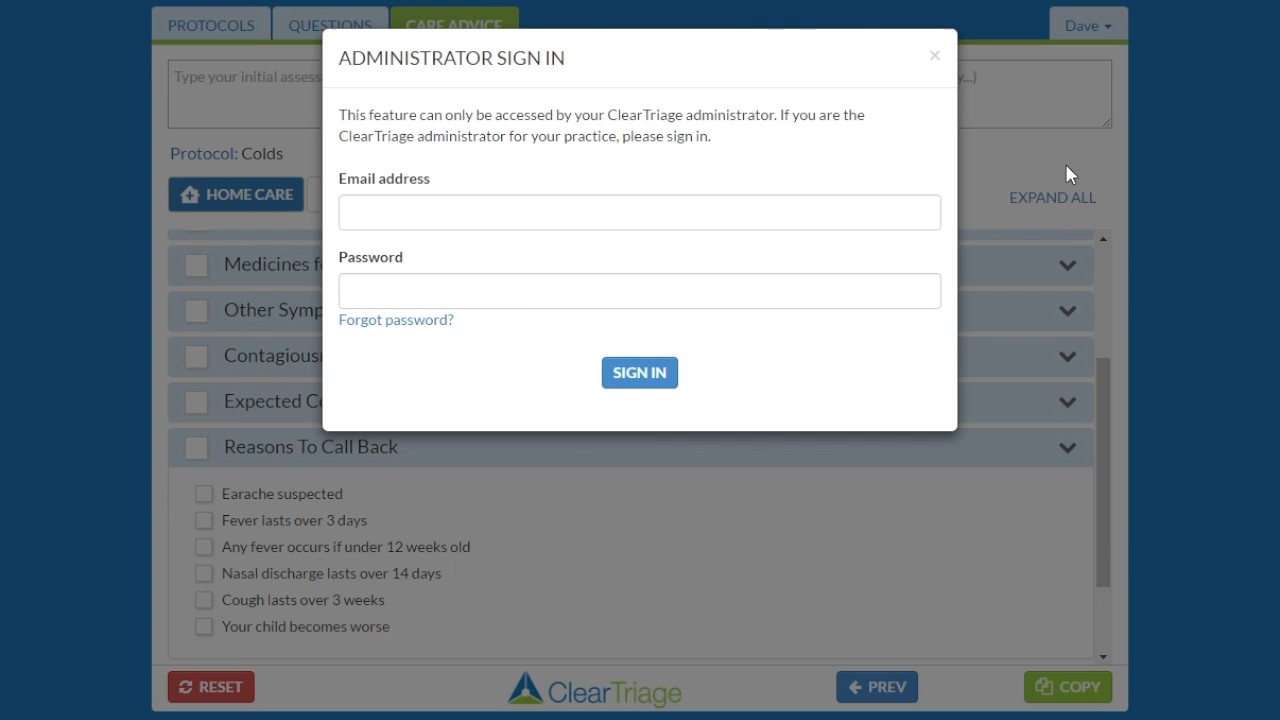 PROTOCOLS QUESTIONS CARE ADVICE Dave
ADMINISTRATOR SIGN IN
×
This feature can only be accessed by your ClearTriage administrator. If you are the
ClearTriage administrator for your practice, please sign in.
Email address
Password
Forgot password?
SIGN IN
Type your initial assess
y...)
Protocol: Colds
HOME CARE
EXPAND ALL
Medicines f
Other Symp
Contagious
Expected C
Reasons To Call Back
Earache suspected
Fever lasts over 3 days
Any fever occurs if under 12 weeks old
Nasal discharge lasts over 14 days
Cough lasts over 3 weeks
Your child becomes worse
RESET ClearTriage PREV COPY